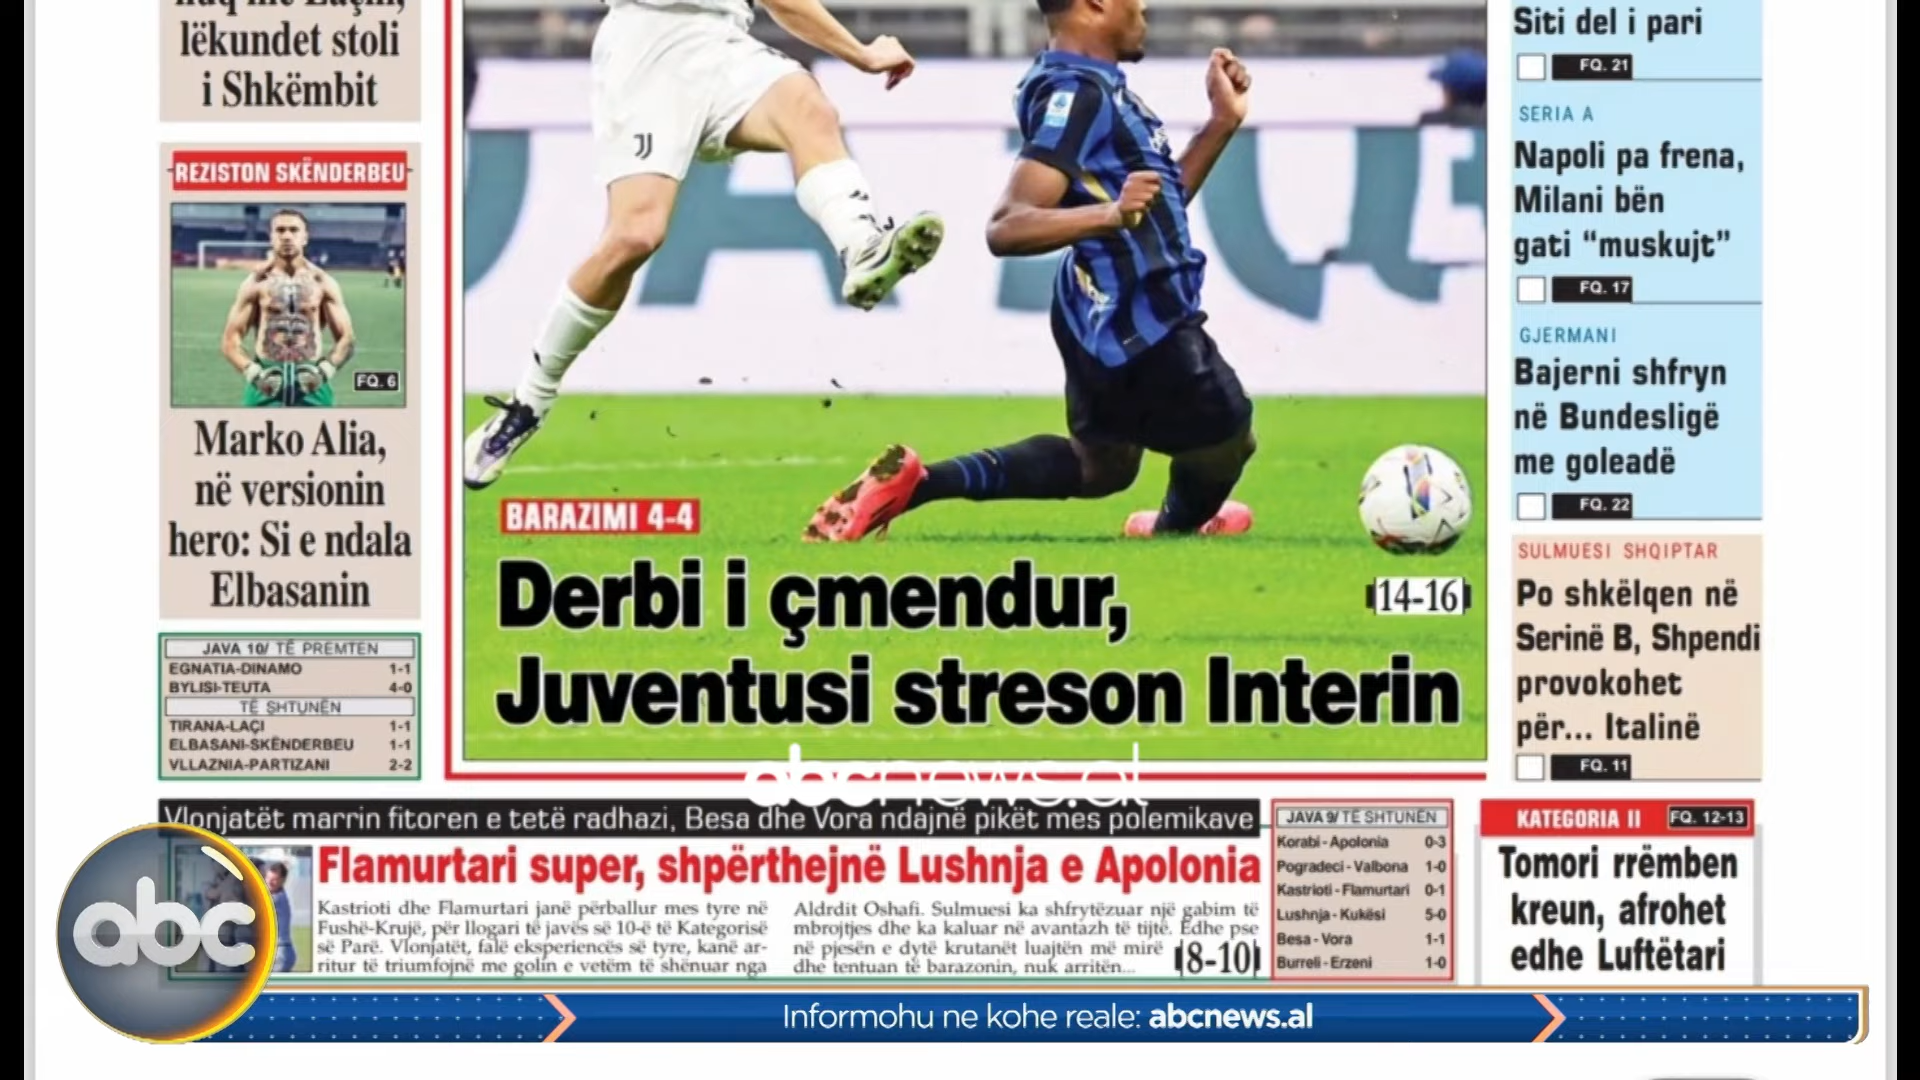 lëkundet stoli
i Shkëmbit
REZISTON SKËNDERBEU
FQ. 6
Marko Alia,
në versionin
hero: Si e ndala
Elbasanin
JAVA 10/ TË PREMTEN
EGNATIA-DINAMO 1-1
BYLISI-TEUTA 4-0
TË SHTUNËN
TIRANA-LAÇI 1-1
ELBASANI-SKËNDERBEU 1-1
VLLAZNIA-PARTIZANI 2-2
BARAZIMI 4-4
Derbi i çmendur,
14-16
Juventusi streson Interin
Siti del i pari
FQ. 21
SERIA A
Napoli pa frena,
Milani bën
gati “muskujt”
FQ. 17
GJERMANI
Bajerni shfryn
në Bundesligë
me goleadë
FQ. 22
SULMUESI SHQIPTAR
Po shkëlqen në
Serinë B, Shpendi
provokohet
për... Italinë
FQ. 11
abcnews.al
Vlonjatët marrin fitoren e tetë radhazi, Besa dhe Vora ndajnë pikët mes polemikave
Flamurtari super, shpërthejnë Lushnja e Apolonia
Kastrioti dhe Flamurtari janë përballur mes tyre në
Fushë-Krujë, për llogari të javës së 10-ë të Kategorisë
së Parë. Vlonjatët, falë eksperiencës së tyre, kanë ar-
ritur të triumfojnë me golin e vetëm të shënuar nga
Aldrdit Oshafi. Sulmuesi ka shfrytëzuar një gabim të
mbrojtjes dhe ka kaluar në avantazh të tijtë. Edhe pse
në pjesën e dytë krutanët luajtën më mirë
dhe tentuan të barazonin, nuk arritën...
8-10
JAVA 9/ TË SHTUNËN
Korabi - Apolonia 0-3
Pogradeci - Valbona 1-0
Kastrioti - Flamurtari 0-1
Lushnja - Kukësi 5-0
Besa - Vora 1-1
Burreli - Erzeni 1-0
KATEGORIA II FQ. 12-13
Tomori rrëmben
kreun, afrohet
edhe Luftëtari
abc
Informohu ne kohe reale: abcnews.al